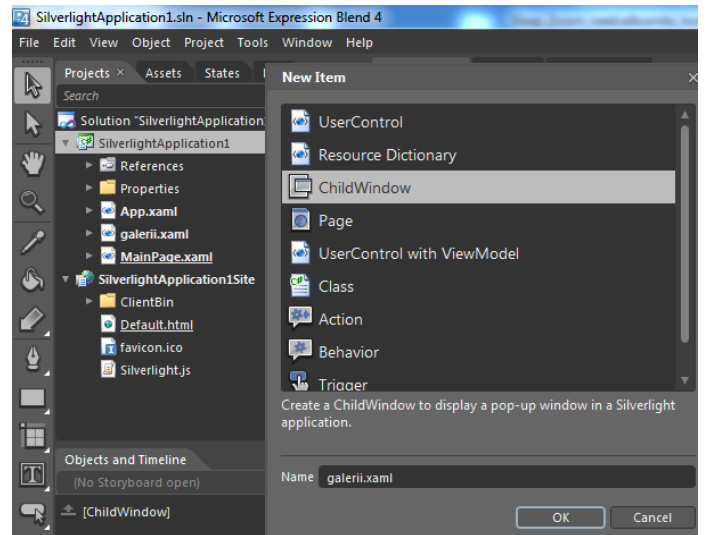 SilverlightApplication1.sln - Microsoft Expression Blend 4
File Edit View Object Project Tools Window Help
Projects × Assets States
Search
Solution "SilverlightApplication
SilverlightApplication1
References
Properties
App.xaml
galerii.xaml
MainPage.xaml
SilverlightApplication1Site
ClientBin
Default.html
favicon.ico
Silverlight.js
Objects and Timeline
(No Storyboard open)
[ChildWindow]
New Item
UserControl
Resource Dictionary
ChildWindow
Page
UserControl with ViewModel
Class
Action
Behavior
Trigger
Create a ChildWindow to display a pop-up window in a Silverlight
application.
Name galerii.xaml
OK Cancel